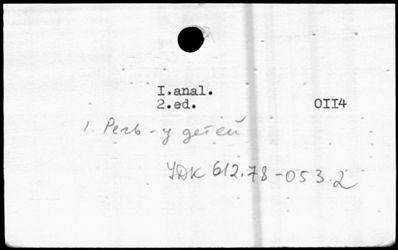 I.anal.
2.ed. OII4
1. Речь - у детей
УДК 612.78-053.2